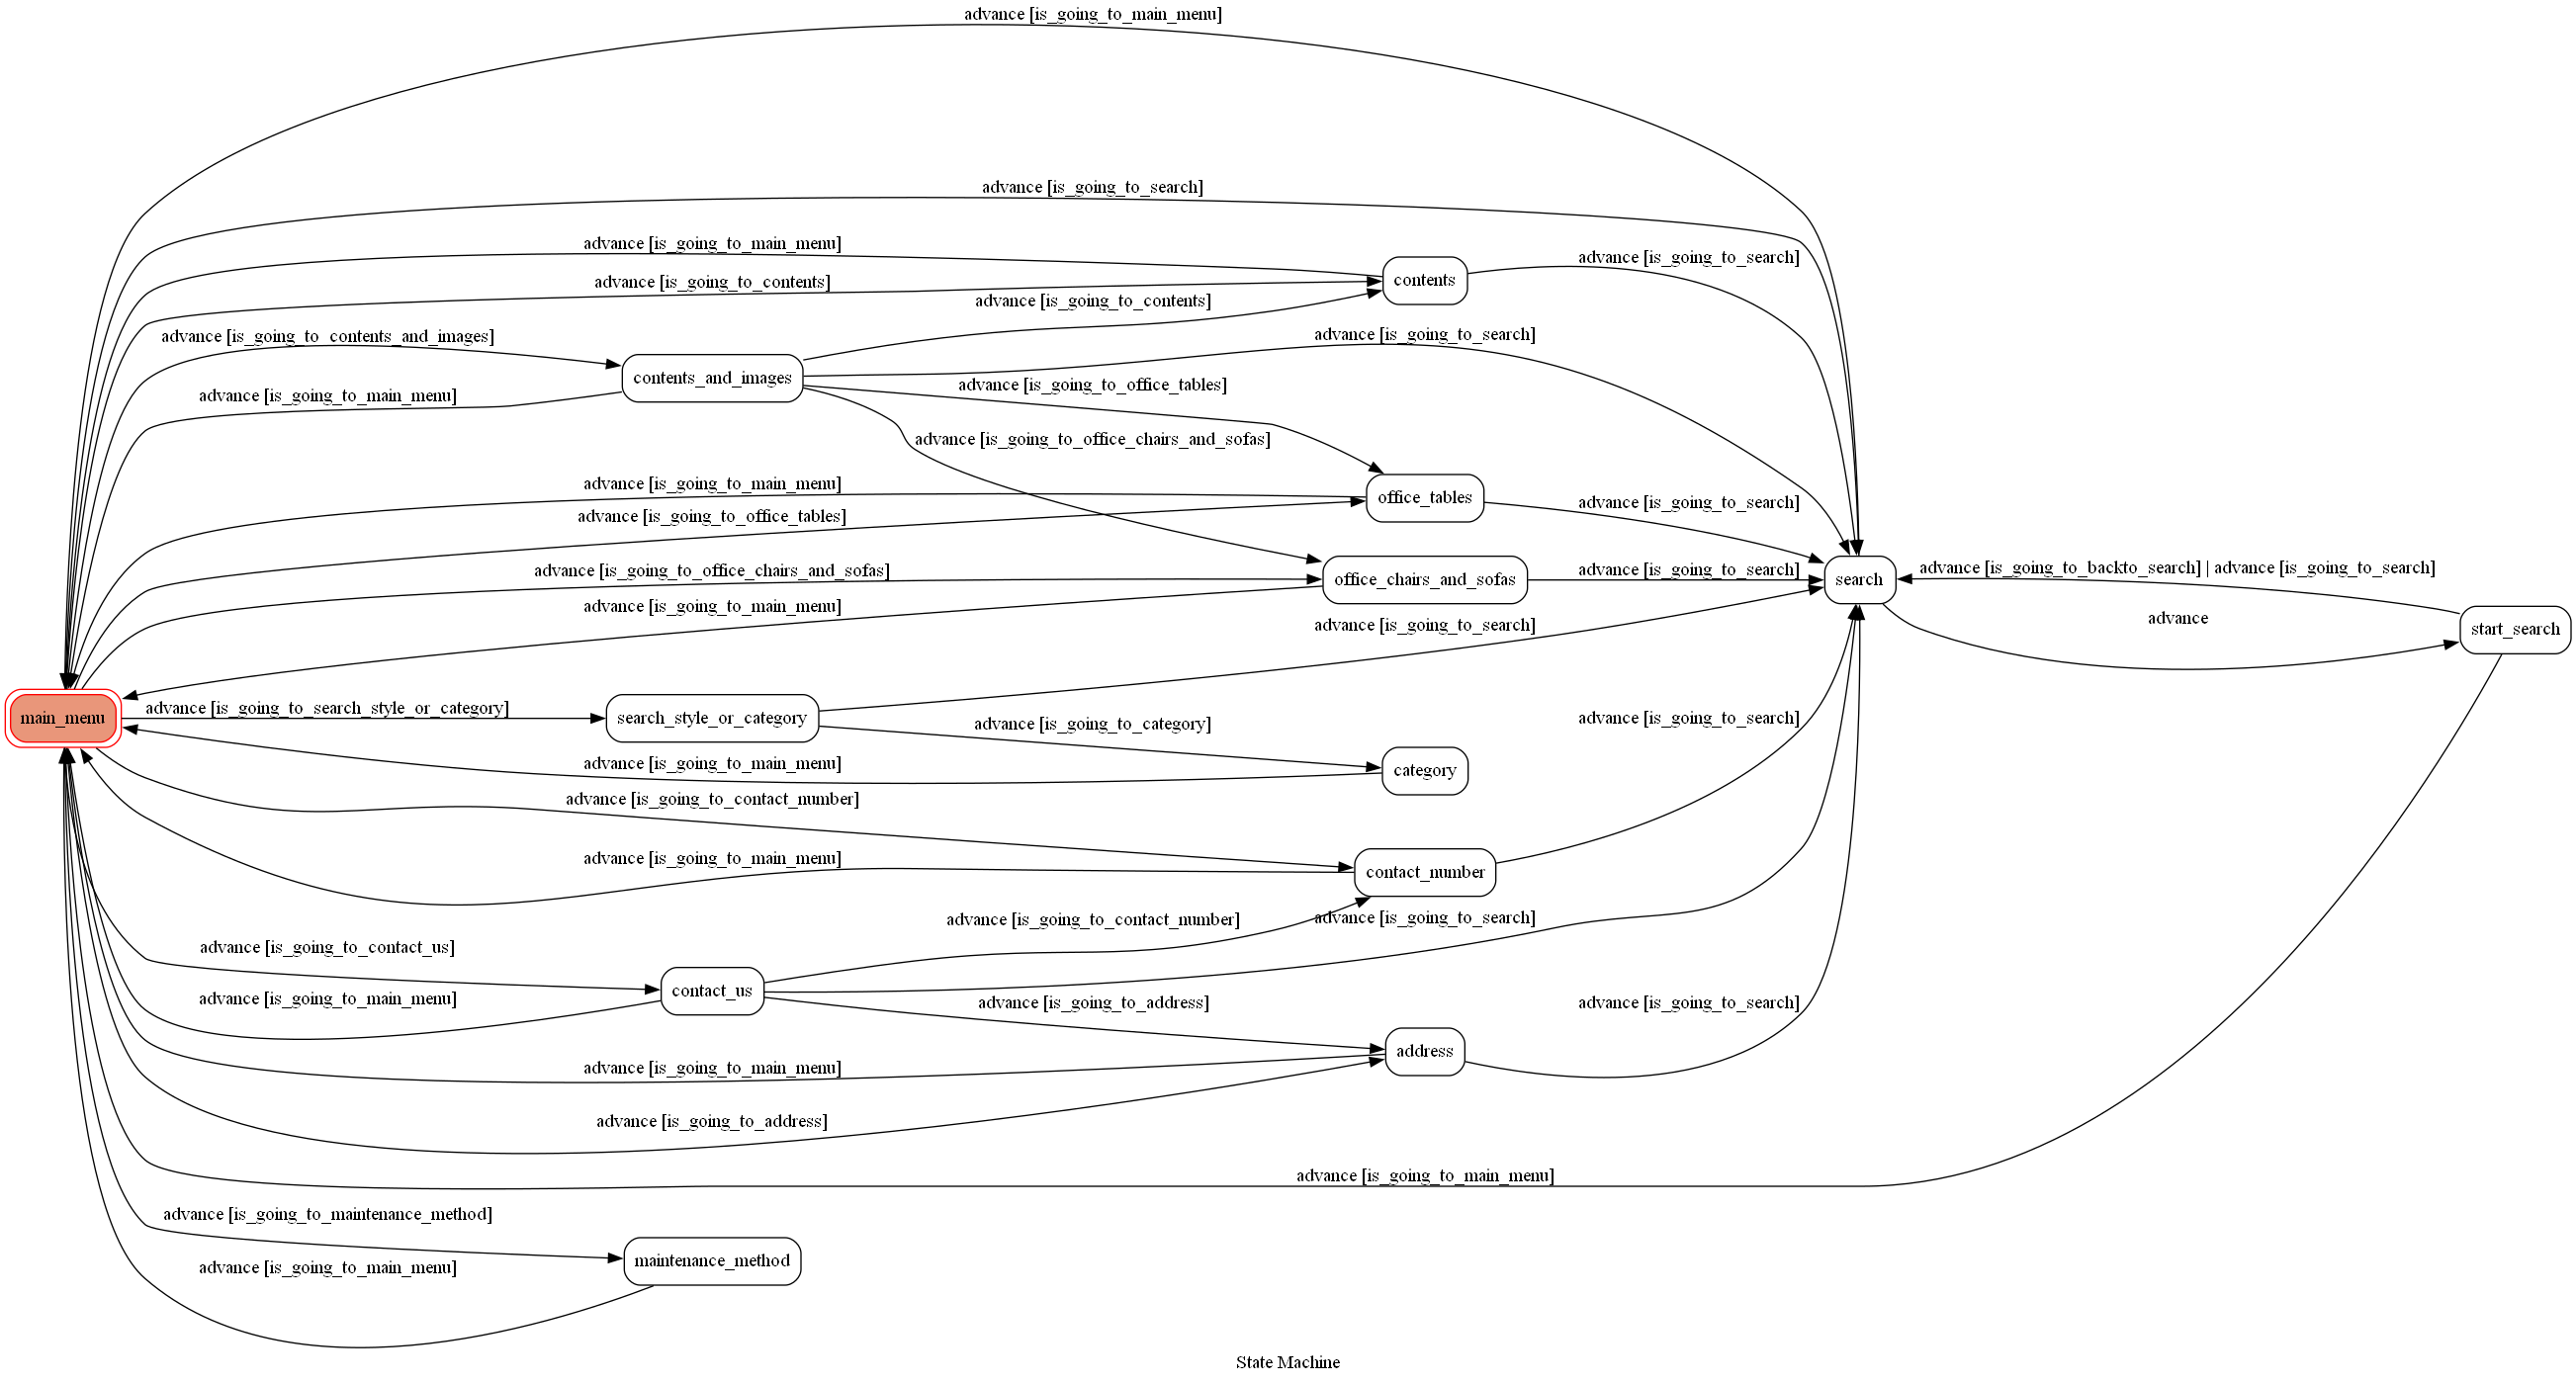 advance [is_going_to_main_menu]
advance [is_going_to_search]
advance [is_going_to_main_menu]
advance [is_going_to_search]
contents
advance [is_going_to_contents]
advance [is_going_to_contents]
advance [is_going_to_contents_and_images]
advance [is_going_to_search]
contents_and_images
advance [is_going_to_office_tables]
advance [is_going_to_main_menu]
advance [is_going_to_office_chairs_and_sofas]
advance [is_going_to_main_menu]
office_tables
advance [is_going_to_search]
advance [is_going_to_office_tables]
advance [is_going_to_office_chairs_and_sofas]
office_chairs_and_sofas
advance [is_going_to_search]
search
advance [is_going_to_backto_search] | advance [is_going_to_search]
advance [is_going_to_main_menu]
advance [is_going_to_search]
advance
start_search
main_menu
advance [is_going_to_search_style_or_category]
search_style_or_category
advance [is_going_to_category]
advance [is_going_to_search]
advance [is_going_to_main_menu]
category
advance [is_going_to_contact_number]
advance [is_going_to_main_menu]
contact_number
advance [is_going_to_contact_number]
advance [is_going_to_search]
advance [is_going_to_contact_us]
contact_us
advance [is_going_to_main_menu]
advance [is_going_to_address]
advance [is_going_to_search]
address
advance [is_going_to_main_menu]
advance [is_going_to_address]
advance [is_going_to_main_menu]
advance [is_going_to_maintenance_method]
maintenance_method
advance [is_going_to_main_menu]
State Machine